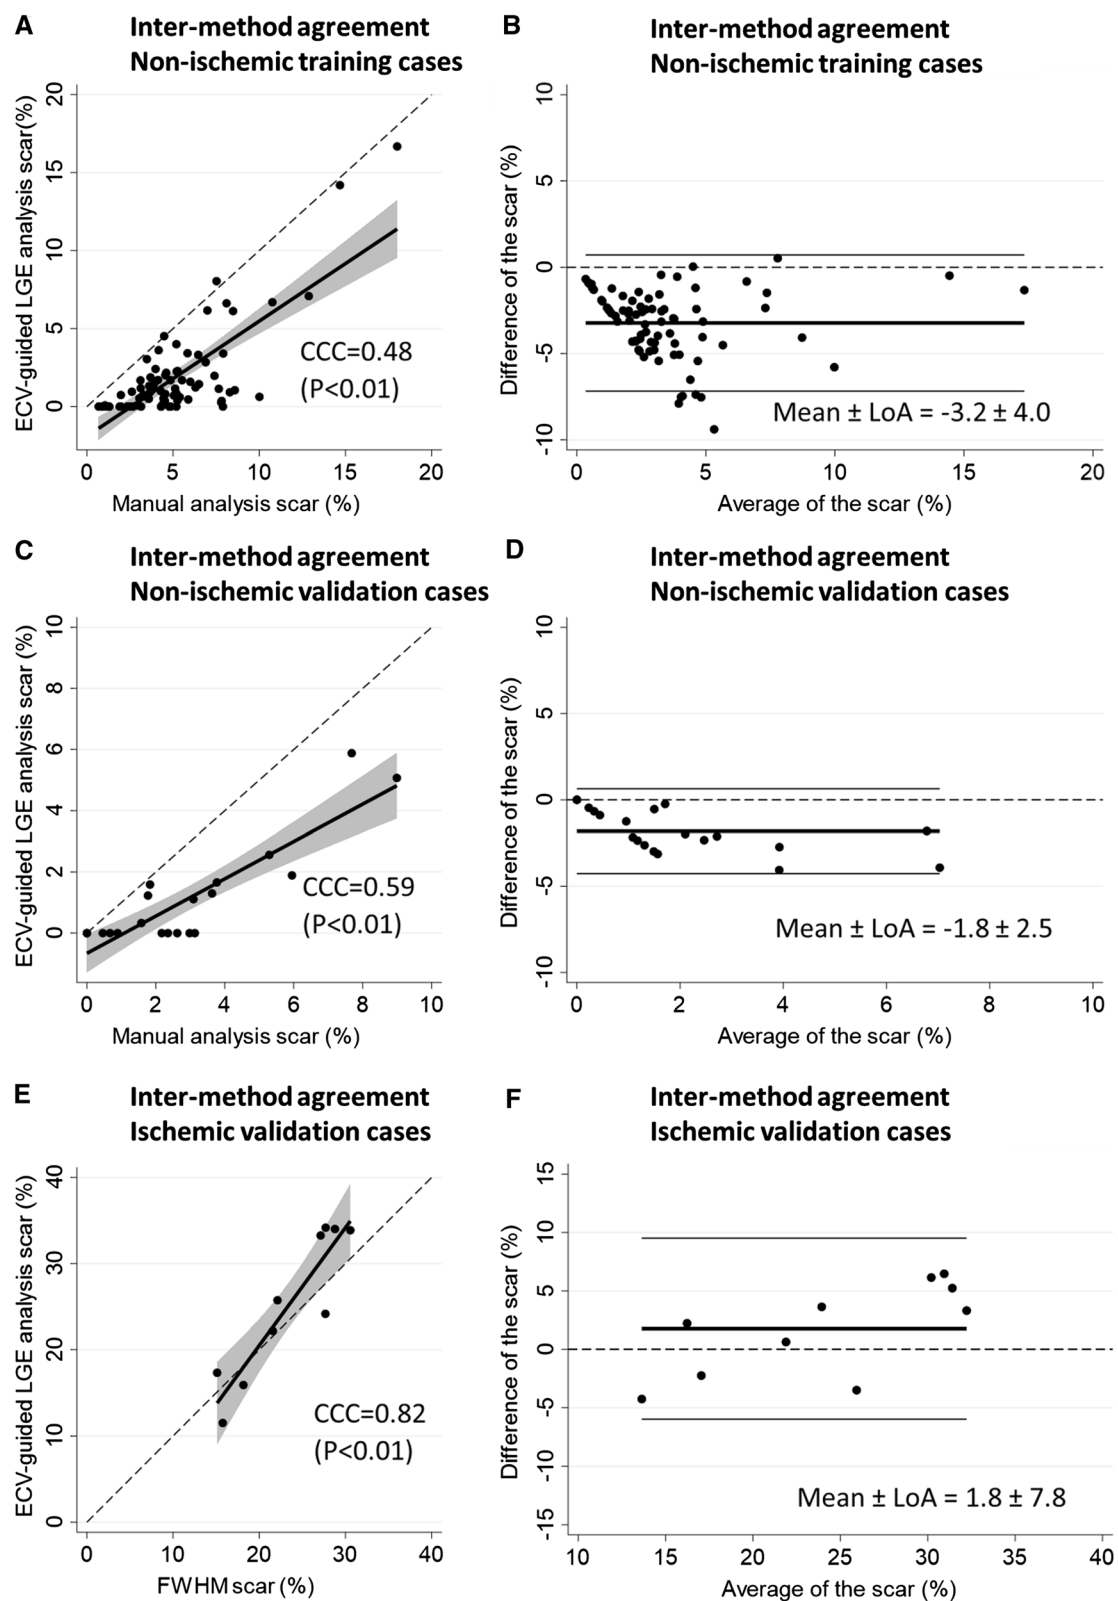 A
Inter-method agreement
Non-ischemic training cases
ECV-guided LGE analysis scar(%)
20
15
10
5
0
CCC=0.48
(P<0.01)
0 5 10 15 20
Manual analysis scar (%)
B
Inter-method agreement
Non-ischemic training cases
Difference of the scar (%)
10
5
0
-5
-10
Mean ± LoA = -3.2 ± 4.0
0 5 10 15 20
Average of the scar (%)
C
Inter-method agreement
Non-ischemic validation cases
ECV-guided LGE analysis scar (%)
10
8
6
4
2
0
CCC=0.59
(P<0.01)
0 2 4 6 8 10
Manual analysis scar (%)
D
Inter-method agreement
Non-ischemic validation cases
Difference of the scar (%)
10
5
0
-5
-10
Mean ± LoA = -1.8 ± 2.5
0 2 4 6 8 10
Average of the scar (%)
E
Inter-method agreement
Ischemic validation cases
ECV-guided LGE analysis scar (%)
40
30
20
10
0
CCC=0.82
(P<0.01)
0 10 20 30 40
FWHM scar (%)
F
Inter-method agreement
Ischemic validation cases
Difference of the scar (%)
15
10
5
0
-5
-10
-15
Mean ± LoA = 1.8 ± 7.8
10 15 20 25 30 35 40
Average of the scar (%)